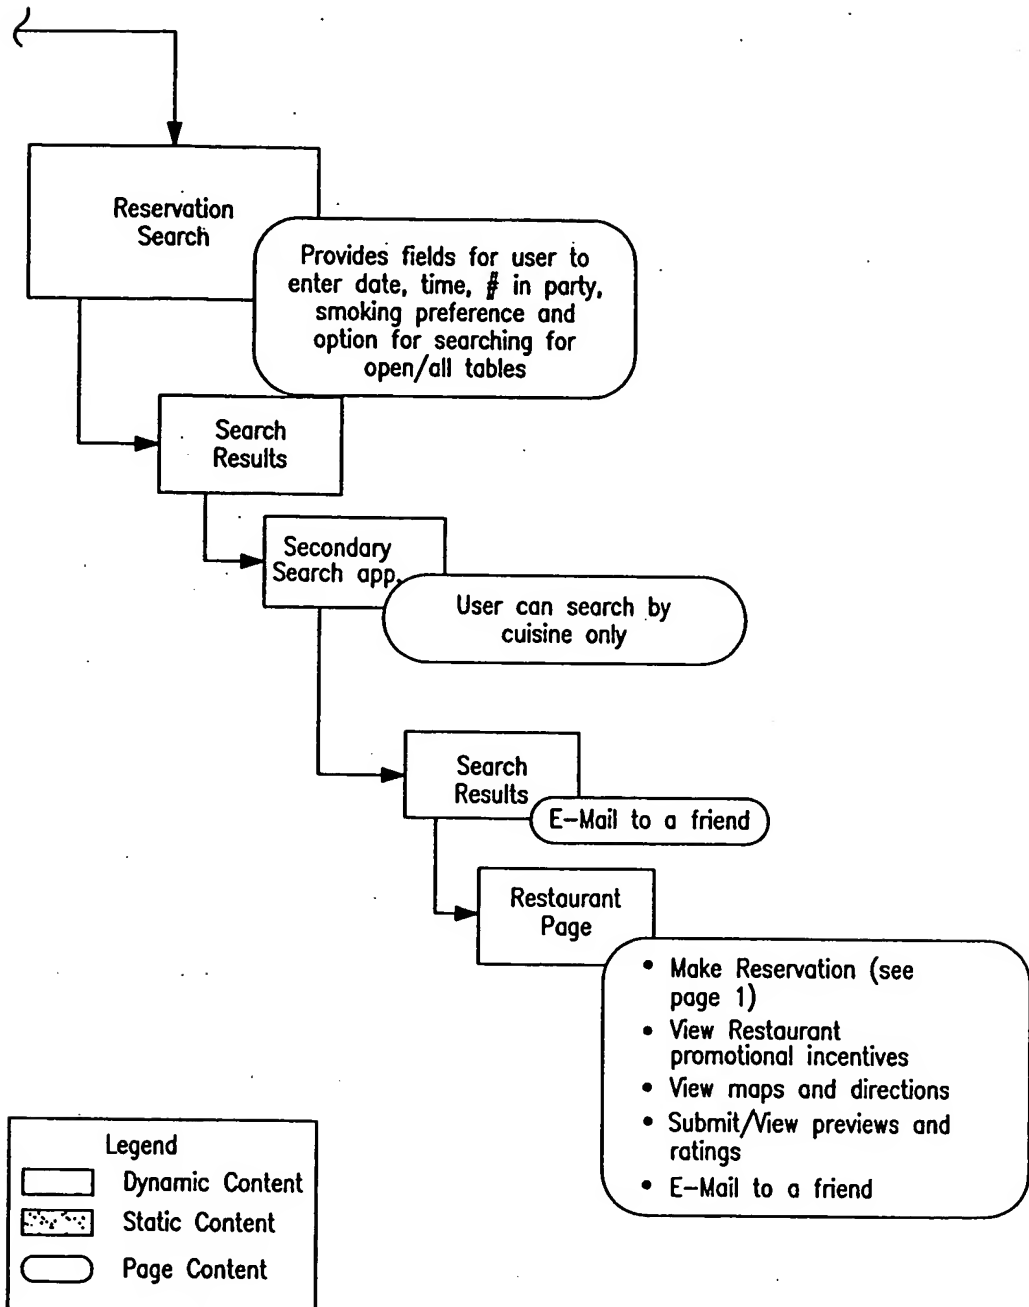 Reservation
Search
Provides fields for user to
enter date, time, # in party,
smoking preference and
option for searching for
open/all tables
Search
Results
Secondary
Search app.
User can search by
cuisine only
Search
Results
E-Mail to a friend
Restaurant
Page
• Make Reservation (see
page 1)
• View Restaurant
promotional incentives
• View maps and directions
• Submit/View previews and
ratings
• E-Mail to a friend
Legend
Dynamic Content
Static Content
Page Content